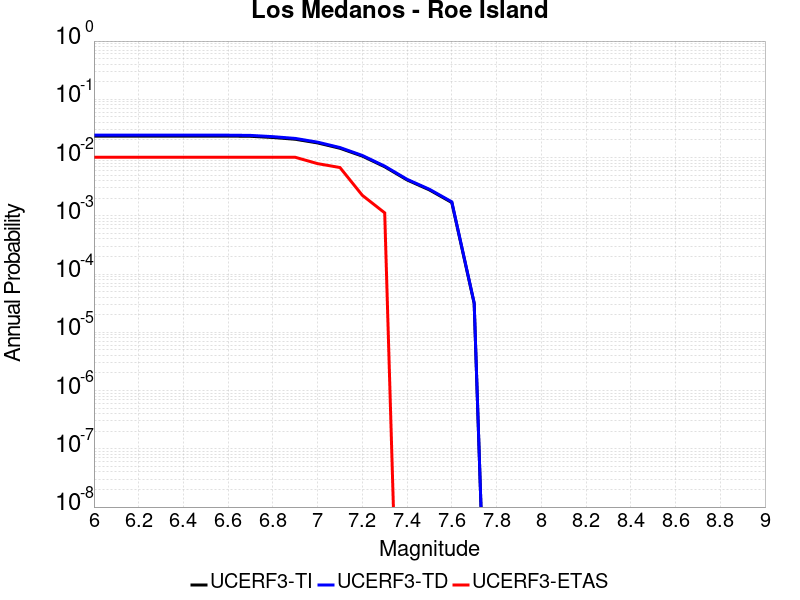 Los Medanos - Roe Island
10^0
10^-1
10^-2
10^-3
10^-4
10^-5
10^-6
10^-7
10^-8
Annual Probability
6 6.2 6.4 6.6 6.8 7 7.2 7.4 7.6 7.8 8 8.2 8.4 8.6 8.8 9
Magnitude
UCERF3-TI UCERF3-TD UCERF3-ETAS